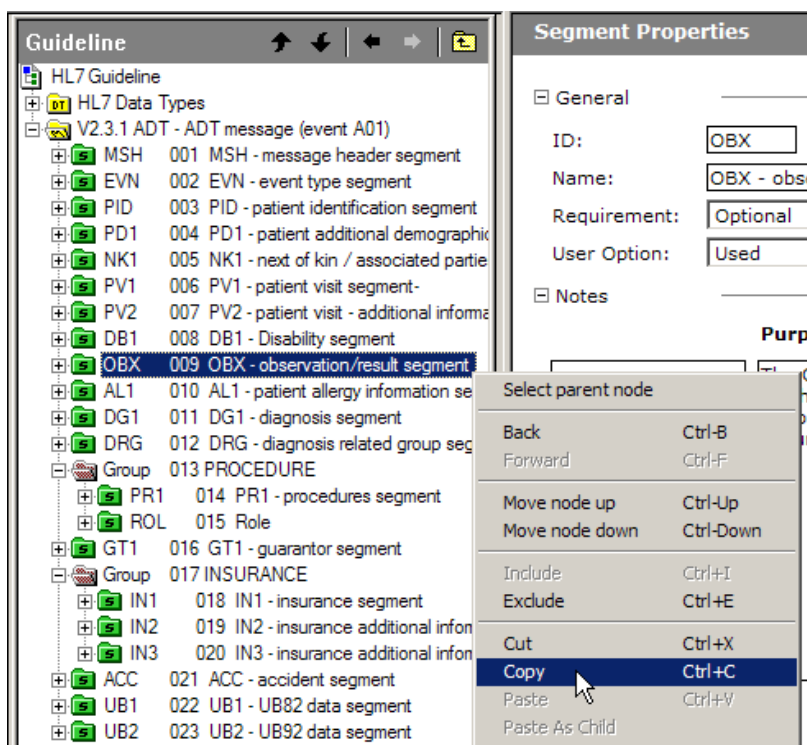 Guideline
HL7 Guideline
DT HL7 Data Types
V2.3.1 ADT - ADT message (event A01)
S MSH 001 MSH - message header segment
S EVN 002 EVN - event type segment
S PID 003 PID - patient identification segment
S PD1 004 PD1 - patient additional demographic
S NK1 005 NK1 - next of kin / associated partie
S PV1 006 PV1 - patient visit segment-
S PV2 007 PV2 - patient visit - additional informa
S DB1 008 DB1 - Disability segment
S OBX 009 OBX - observation/result segment
S AL1 010 AL1 - patient allergy information se
S DG1 011 DG1 - diagnosis segment
S DRG 012 DRG - diagnosis related group seg
Group 013 PROCEDURE
S PR1 014 PR1 - procedures segment
S ROL 015 Role
S GT1 016 GT1 - guarantor segment
Group 017 INSURANCE
S IN1 018 IN1 - insurance segment
S IN2 019 IN2 - insurance additional infor
S IN3 020 IN3 - insurance additional infor
S ACC 021 ACC - accident segment
S UB1 022 UB1 - UB82 data segment
S UB2 023 UB2 - UB92 data segment
Segment Properties
General
ID: OBX
Name: OBX - obs
Requirement: Optional
User Option: Used
Notes
Purp
Select parent node
Back Ctrl-B
Forward Ctrl-F
Move node up Ctrl-Up
Move node down Ctrl-Down
Include Ctrl+I
Exclude Ctrl+E
Cut Ctrl+X
Copy Ctrl+C
Paste Ctrl+V
Paste As Child